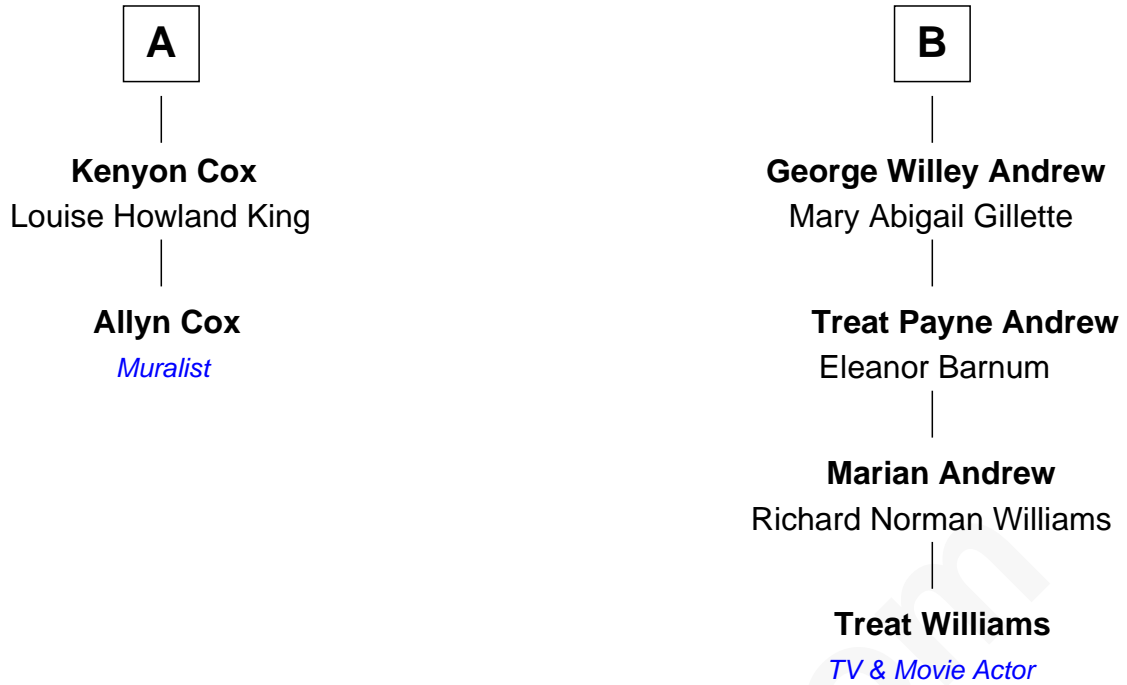 A
Kenyon Cox
Louise Howland King
Allyn Cox
Muralist
B
George Willey Andrew
Mary Abigail Gillette
Treat Payne Andrew
Eleanor Barnum
Marian Andrew
Richard Norman Williams
Treat Williams
TV & Movie Actor